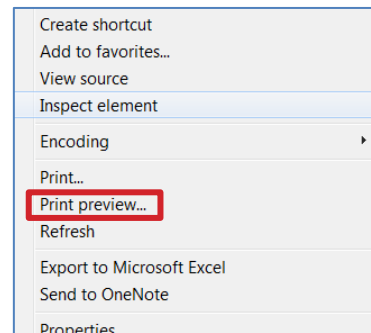 Create shortcut
Add to favorites...
View source
Inspect element
Encoding
Print...
Print preview...
Refresh
Export to Microsoft Excel
Send to OneNote
Properties